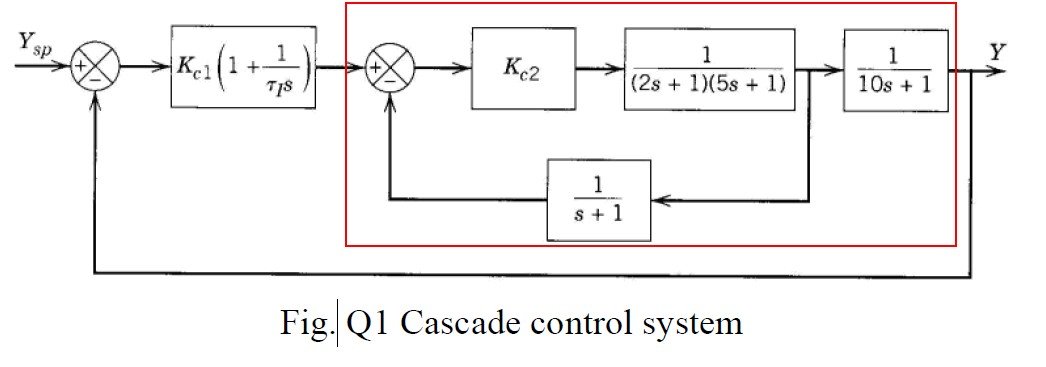 Y_sp
+
−
K_c1 (1 + 1/(τ_I s))
+
−
K_c2
1/((2s + 1)(5s + 1))
1/(10s + 1)
Y
1/(s + 1)
Fig. Q1 Cascade control system